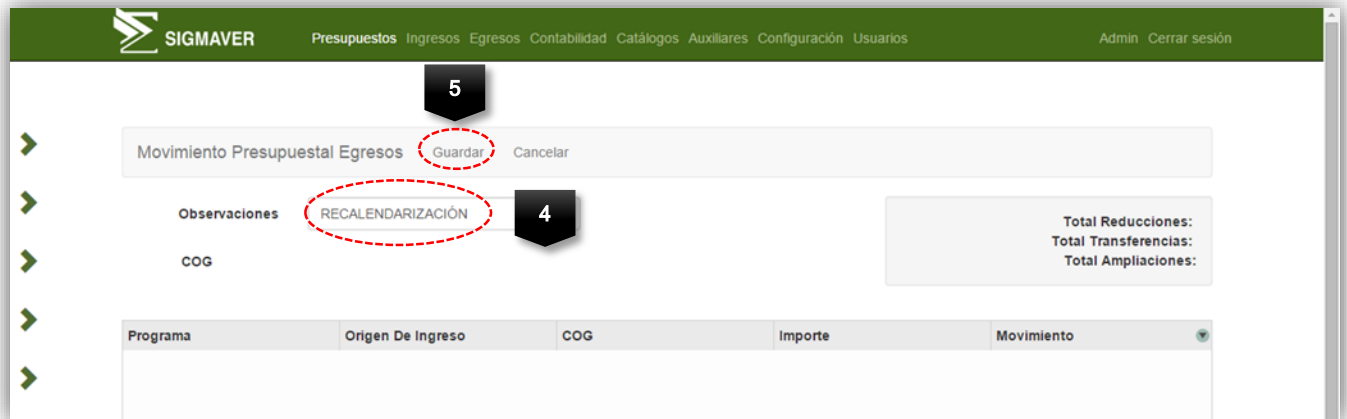 SIGMAVER Presupuestos Ingresos Egresos Contabilidad Catálogos Auxiliares Configuración Usuarios Admin Cerrar sesión
5
Movimiento Presupuestal Egresos Guardar Cancelar
Observaciones RECALENDARIZACIÓN 4
Total Reducciones:
Total Transferencias:
COG Total Ampliaciones:
Programa Origen De Ingreso COG Importe Movimiento